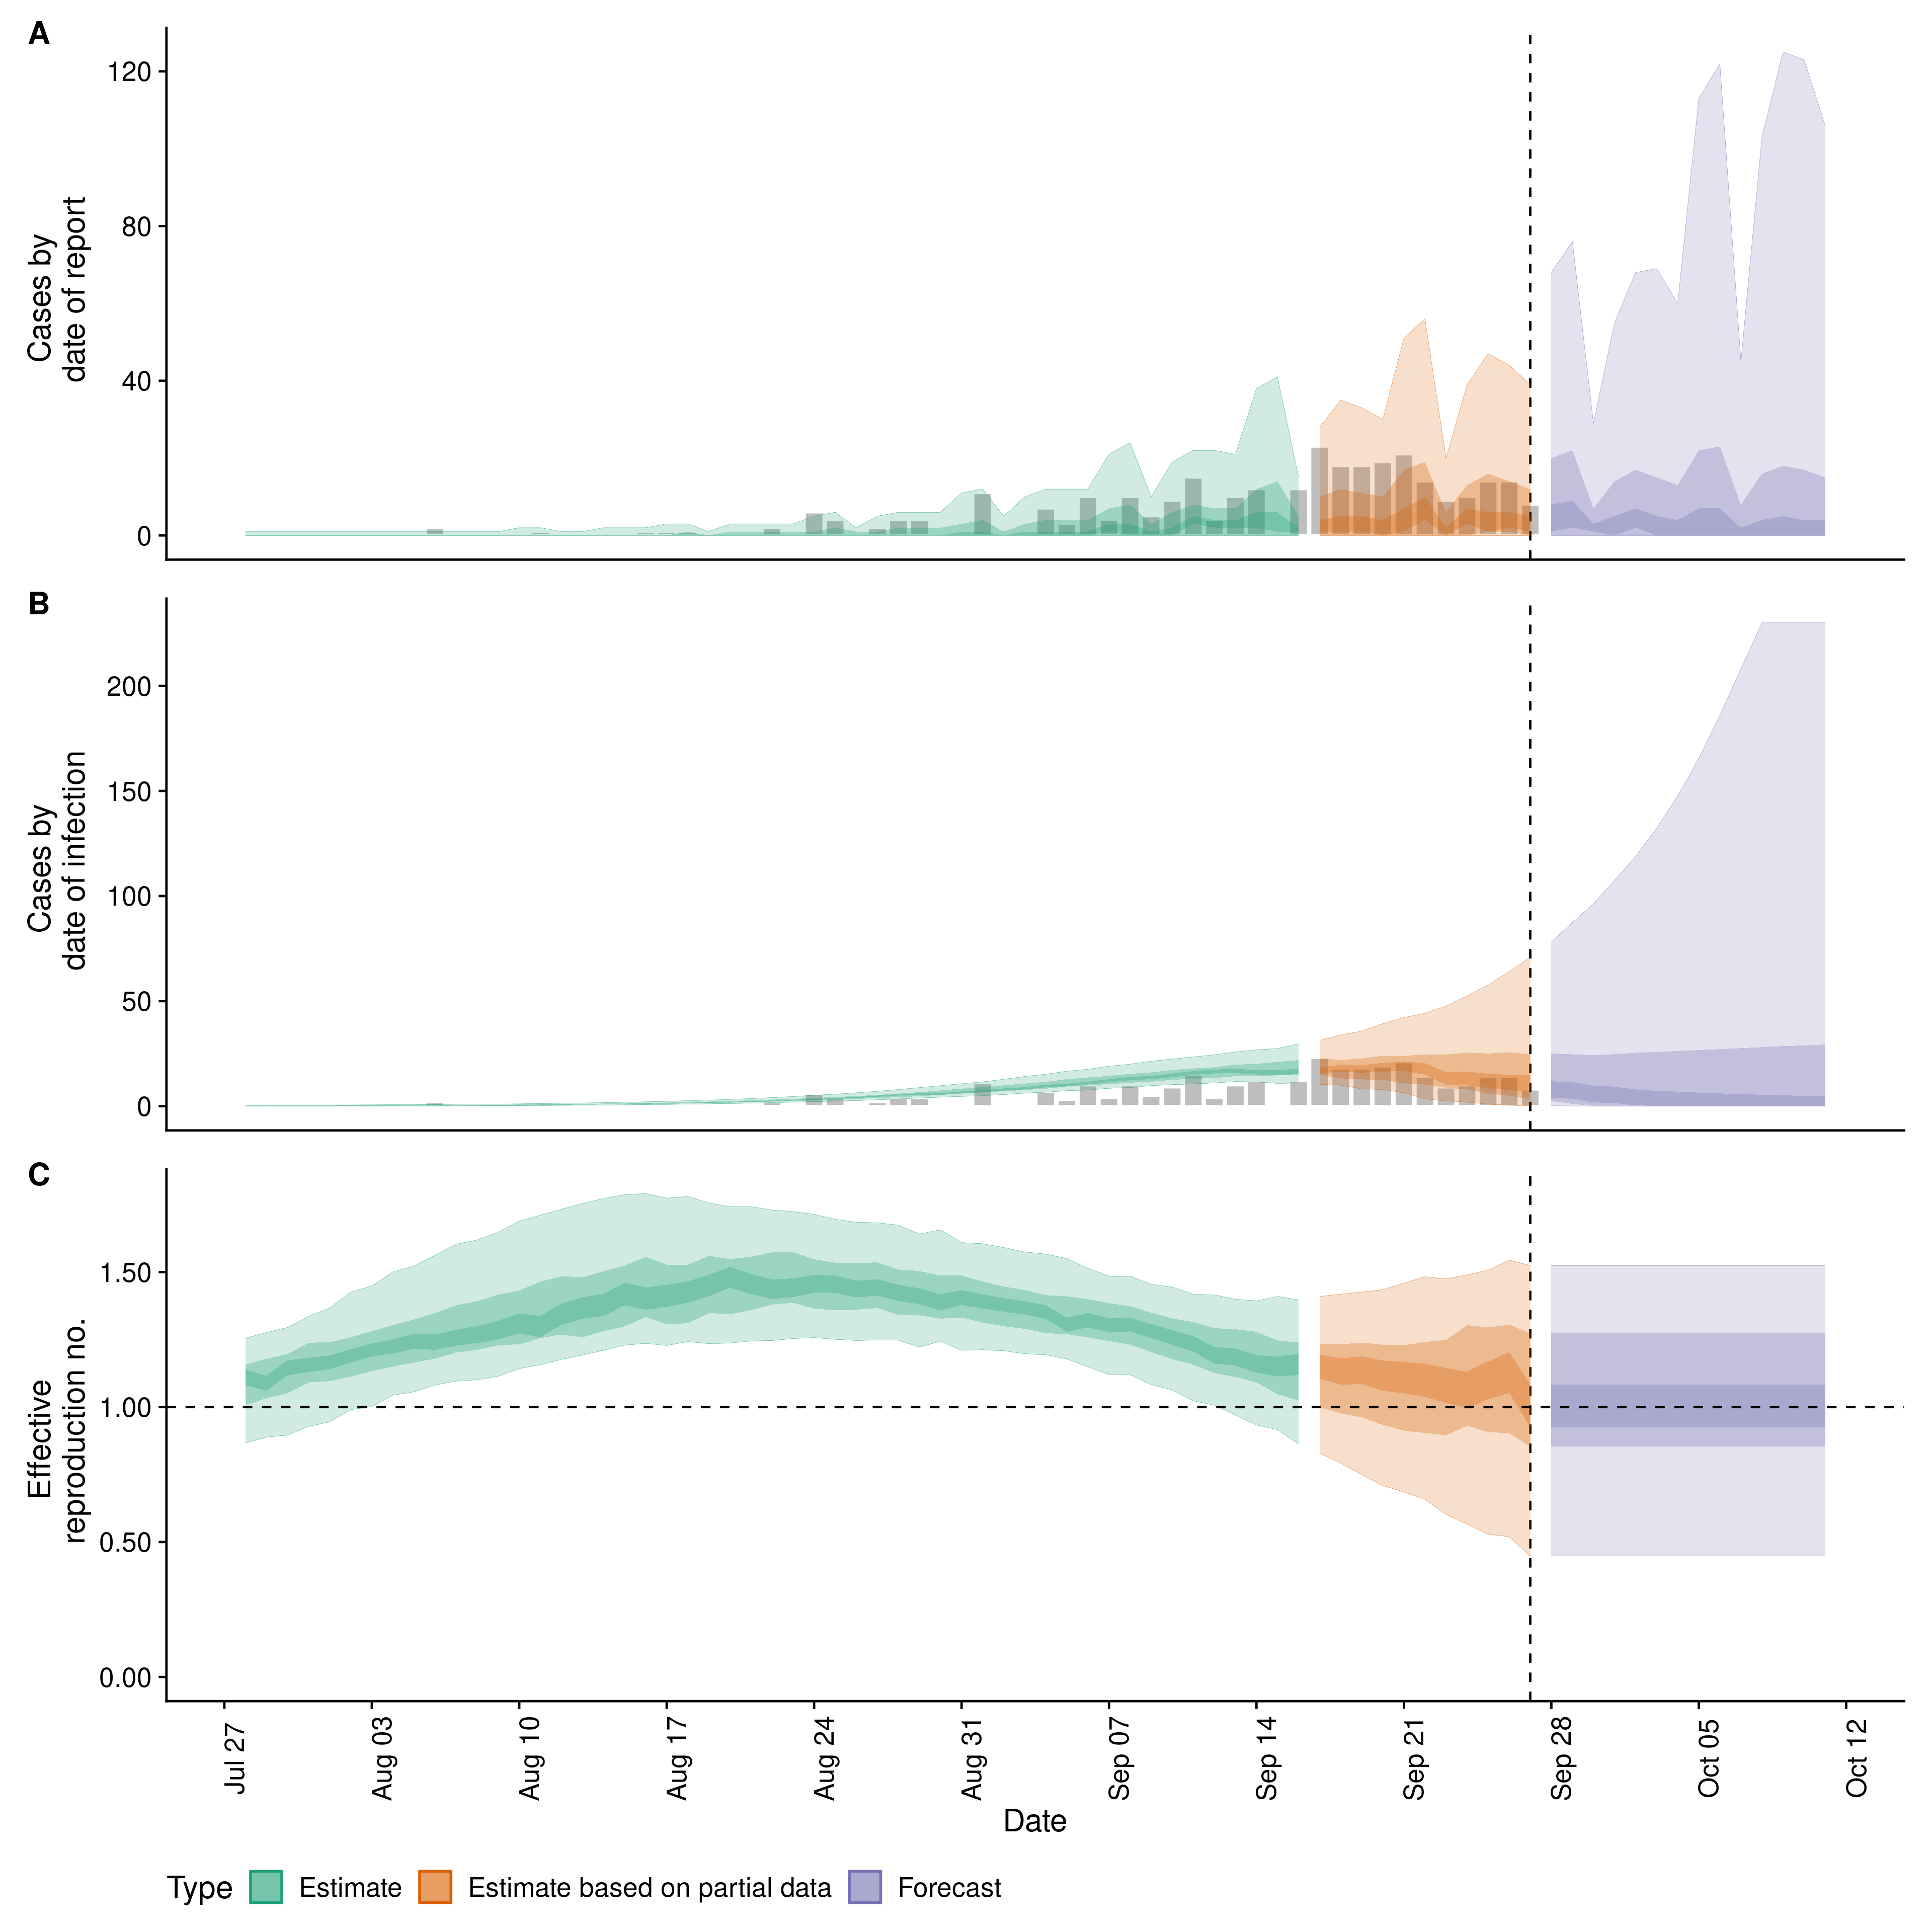 A
Cases by
date of report
120
80
40
0
B
Cases by
date of infection
200
150
100
50
0
C
Effective
reproduction no.
1.50
1.00
0.50
0.00
Jul 27
Aug 03
Aug 10
Aug 17
Aug 24
Aug 31
Sep 07
Sep 14
Sep 21
Sep 28
Oct 05
Oct 12
Date
Type Estimate Estimate based on partial data Forecast